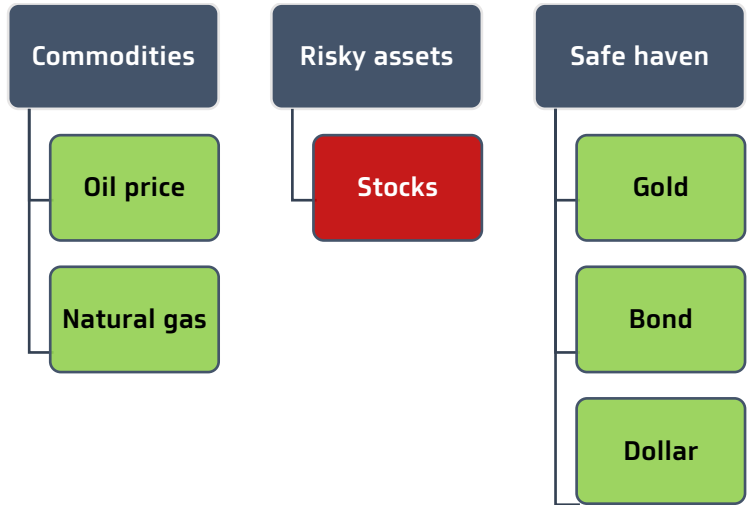 Commodities
Oil price
Natural gas
Risky assets
Stocks
Safe haven
Gold
Bond
Dollar